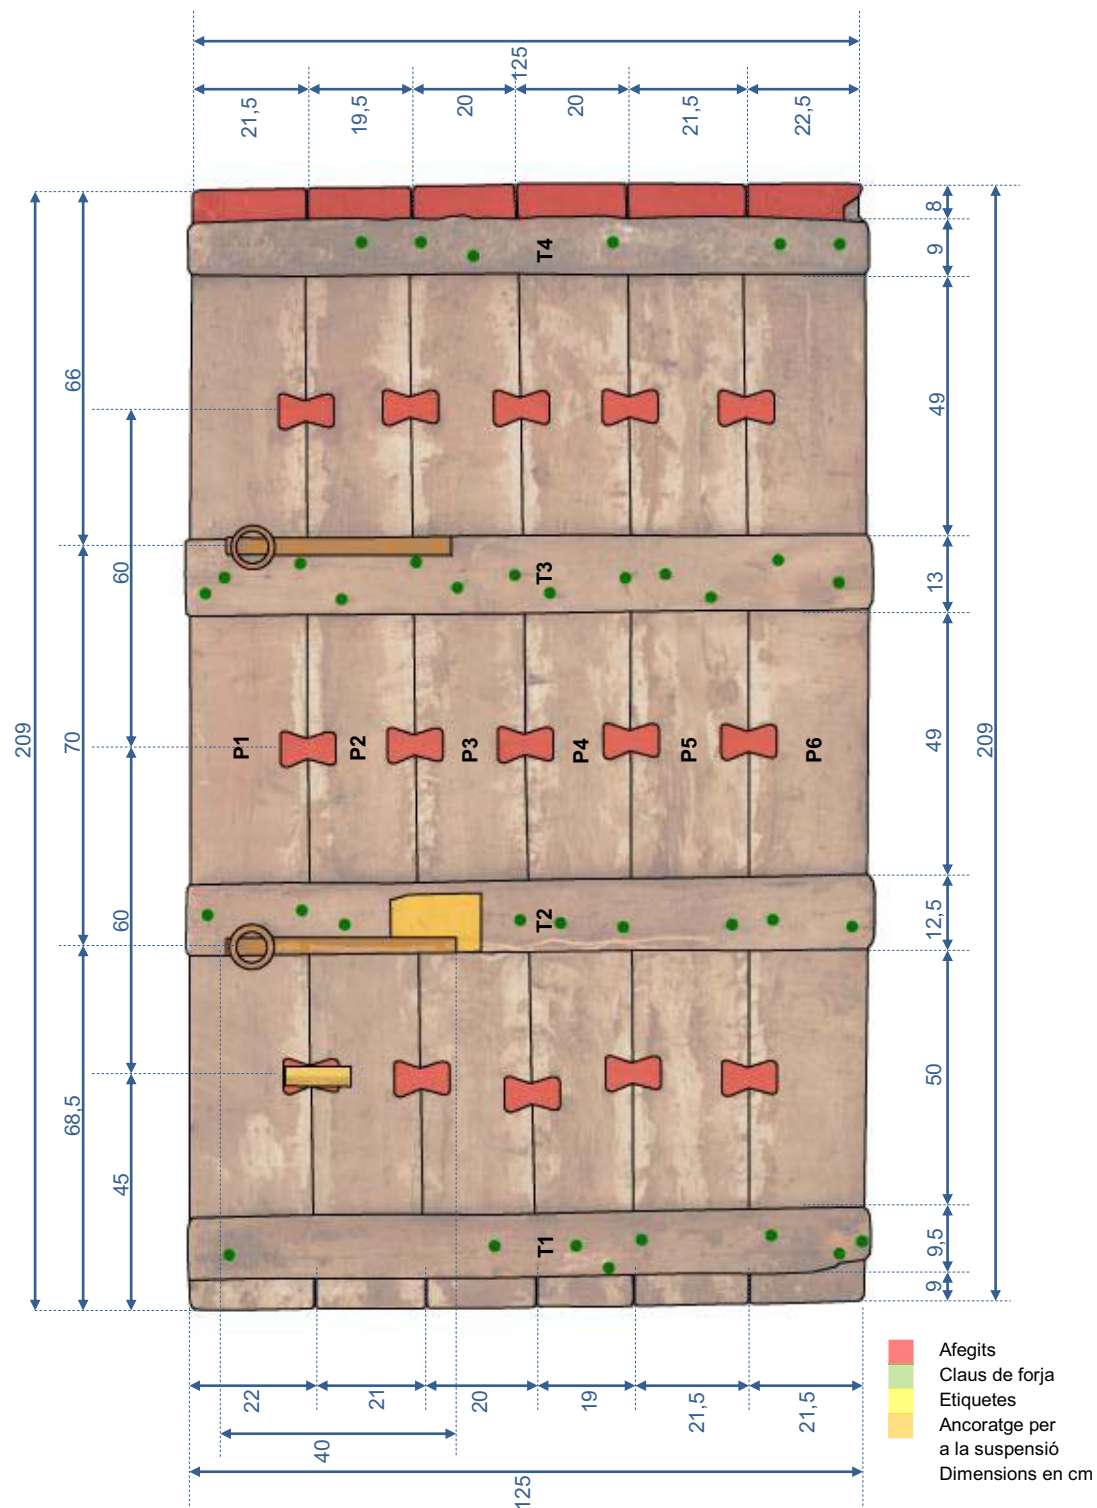 125
21,5
19,5
20
20
21,5
22,5
8
9
T4
66
49
60
T3
13
209
70
P1
P2
P3
P4
P5
P6
49
209
60
T2
12,5
68,5
45
50
T1
9,5
9
22
21
20
19
21,5
21,5
40
125
Afegits
Claus de forja
Etiquetes
Ancoratge per
a la suspensió
Dimensions en cm